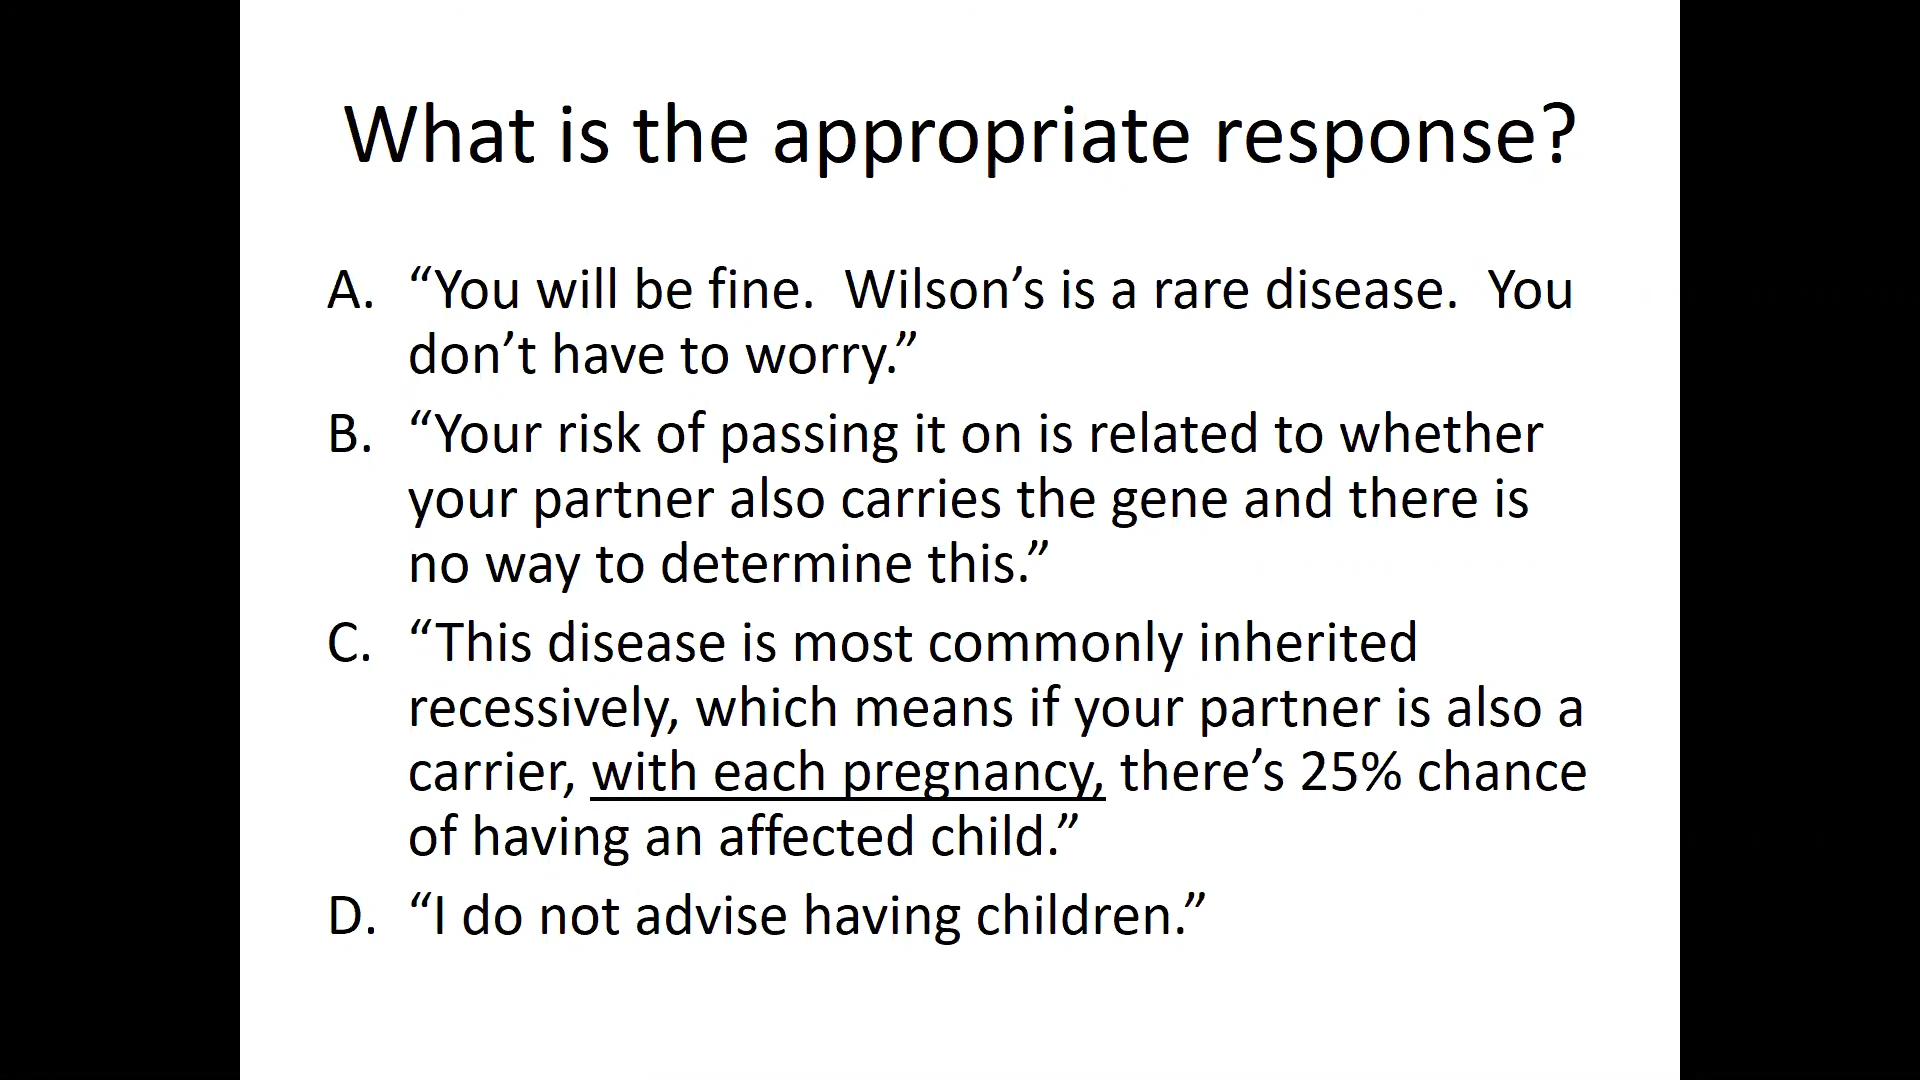 What is the appropriate response?
A. “You will be fine.  Wilson’s is a rare disease.  You
don’t have to worry.”
B. “Your risk of passing it on is related to whether
your partner also carries the gene and there is
no way to determine this.”
C. “This disease is most commonly inherited
recessively, which means if your partner is also a
carrier, with each pregnancy, there’s 25% chance
of having an affected child.”
D. “I do not advise having children.”